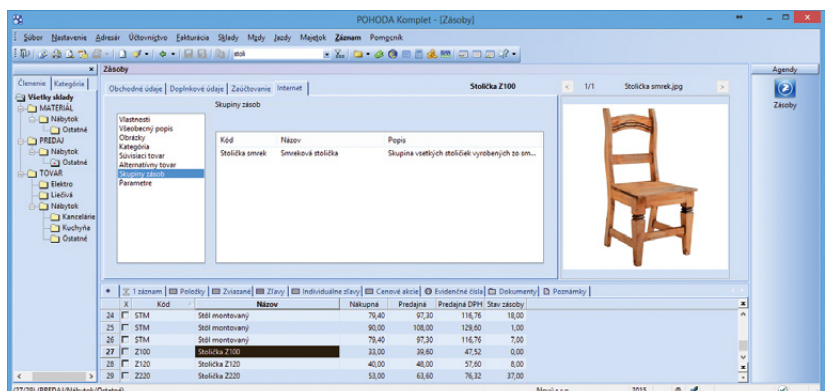 POHODA Komplet - [Zásoby]
Súbor Nastavenie Adresár Účtovníctvo Fakturácia Sklady Mzdy Jazdy Majetok Záznam Pomocník
stoli
Zásoby
Agendy
Členenie Kategórie
Obchodné údaje Doplnkové údaje Zaúčtovanie Internet Stolička Z100 1/1 Stolička smrek.jpg
Všetky sklady
MATERIÁL
Nábytok
Ostatné
PREDAJ
Nábytok
Ostatné
TOVAR
Elektro
Liečivá
Nábytok
Kancelárie
Kuchyňa
Ostatné
Vlastnosti
Všeobecný popis
Obrázky
Kategória
Súvisiaci tovar
Alternatívny tovar
Skupiny zásob
Parametre
Skupiny zásob
Kód Názov Popis
Stolička smrek Smreková stolička Skupina všetkých stoličiek vyrobených zo sm...
Zásoby
1 záznam Položky Zviazané Zľavy Individuálne zľavy Cenové akcie Evidenčné čísla Dokumenty Poznámky
X Kód Názov Nákupná Predajná Predajná DPH Stav zásoby
24 STM Stôl montovaný 79,40 97,30 116,76 18,00
25 STM Stôl montovaný 90,00 108,00 129,60 1,00
26 STM Stôl montovaný 79,40 97,30 116,76 7,00
27 Z100 Stolička Z100 33,00 39,60 47,52 0,00
28 Z120 Stolička Z120 40,00 48,00 57,60 8,00
29 Z220 Stolička Z220 53,00 63,60 76,32 37,00